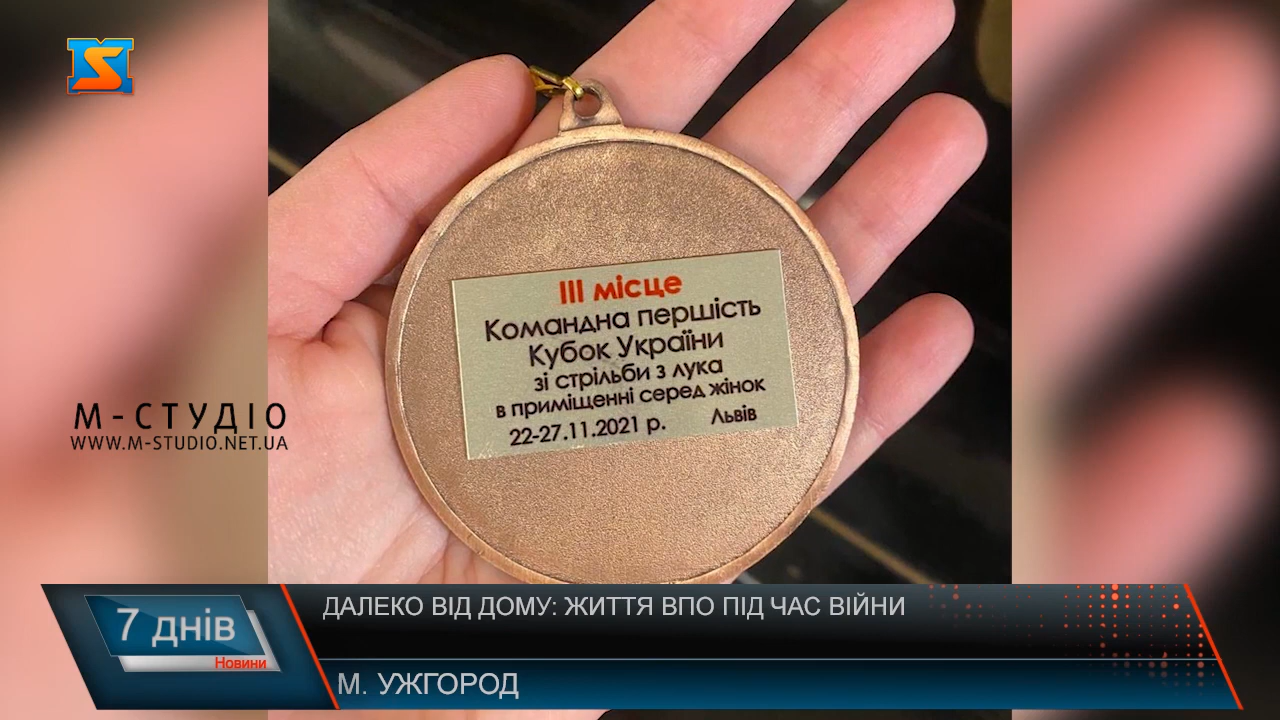 MS
III місце
Командна першість
Кубок України
зі стрільби з лука
в приміщенні серед жінок
22-27.11.2021 р. Львів
М-СТУДІО
WWW.M-STUDIO.NET.UA
7 днів
Новини
ДАЛЕКО ВІД ДОМУ: ЖИТТЯ ВПО ПІД ЧАС ВІЙНИ
М. УЖГОРОД